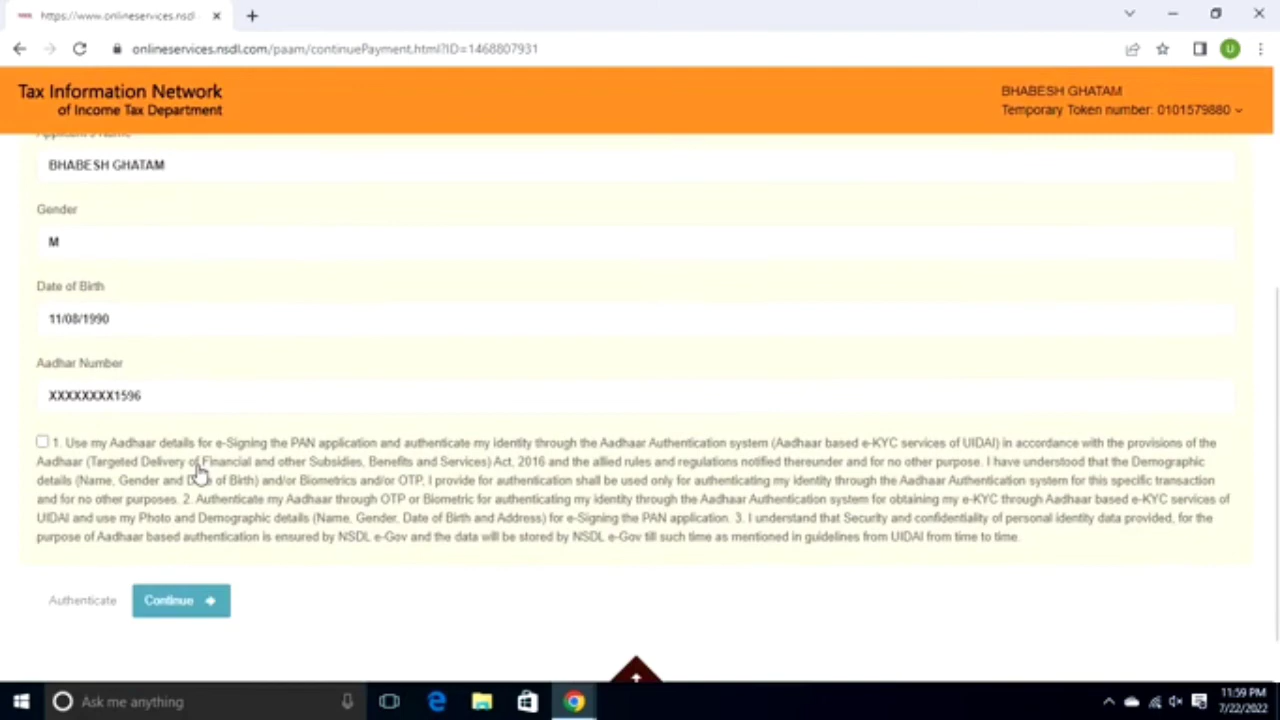 https://www.onlineservices.nsdl
onlineservices.nsdl.com/paam/continuePayment.html?ID=1468807931
U
Tax Information Network
of Income Tax Department
BHABESH GHATAM
Temporary Token number: 0101579880
Applicant's Name
BHABESH GHATAM
Gender
M
Date of Birth
11/08/1990
Aadhar Number
XXXXXXXX1596
1. Use my Aadhaar details for e-Signing the PAN application and authenticate my identity through the Aadhaar Authentication system (Aadhaar based e-KYC services of UIDAI) in accordance with the provisions of the
Aadhaar (Targeted Delivery of Financial and other Subsidies, Benefits and Services) Act, 2016 and the allied rules and regulations notified thereunder and for no other purpose. I have understood that the Demographic
details (Name, Gender and of Birth) and/or Biometrics and/or OTP, I provide for authentication shall be used only for authenticating my identity through the Aadhaar Authentication system for this specific transaction
and for no other purposes. 2. Authenticate my Aadhaar through OTP or Biometric for authenticating my identity through the Aadhaar Authentication system for obtaining my e-KYC through Aadhaar based e-KYC services of
UIDAI and use my Photo and Demographic details (Name, Gender, Date of Birth and Address) for e-Signing the PAN application. 3. I understand that Security and confidentiality of personal identity data provided, for the
purpose of Aadhaar based authentication is ensured by NSDL e-Gov and the data will be stored by NSDL e-Gov till such time as mentioned in guidelines from UIDAI from time to time.
Authenticate
Continue
Ask me anything
11:59 PM
7/22/2022